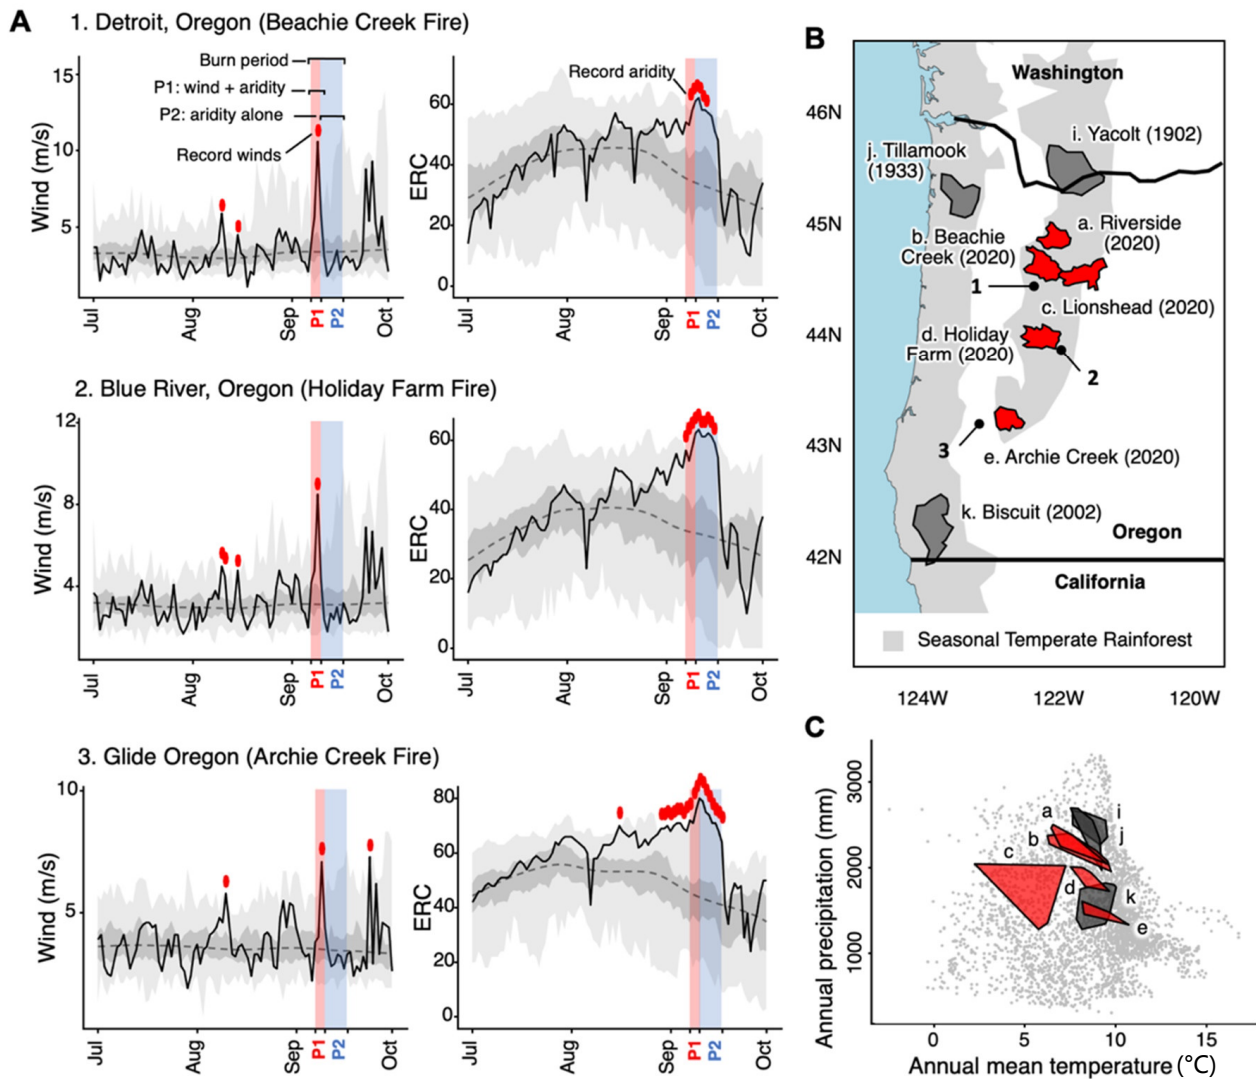 A
1. Detroit, Oregon (Beachie Creek Fire)
Burn period
P1: wind + aridity
P2: aridity alone
Record winds
Wind (m/s)
15
10
5
Jul
Aug
Sep
P1
P2
Oct
Record aridity
ERC
60
40
20
0
Jul
Aug
Sep
P1
P2
Oct
2. Blue River, Oregon (Holiday Farm Fire)
Wind (m/s)
12
8
4
Jul
Aug
Sep
P1
P2
Oct
ERC
60
40
20
0
Jul
Aug
Sep
P1
P2
Oct
3. Glide Oregon (Archie Creek Fire)
Wind (m/s)
10
5
Jul
Aug
Sep
P1
P2
Oct
ERC
80
60
40
20
0
Jul
Aug
Sep
P1
P2
Oct
B
46N
45N
44N
43N
42N
Washington
i. Yacolt (1902)
j. Tillamook
(1933)
a. Riverside
(2020)
b. Beachie
Creek (2020)
1
c. Lionshead (2020)
d. Holiday
Farm (2020)
2
3
e. Archie Creek (2020)
k. Biscuit (2002)
Oregon
California
Seasonal Temperate Rainforest
124W
122W
120W
C
Annual precipitation (mm)
3000
2000
1000
a
b
c
d
e
i
j
k
0
5
10
15
Annual mean temperature (°C)